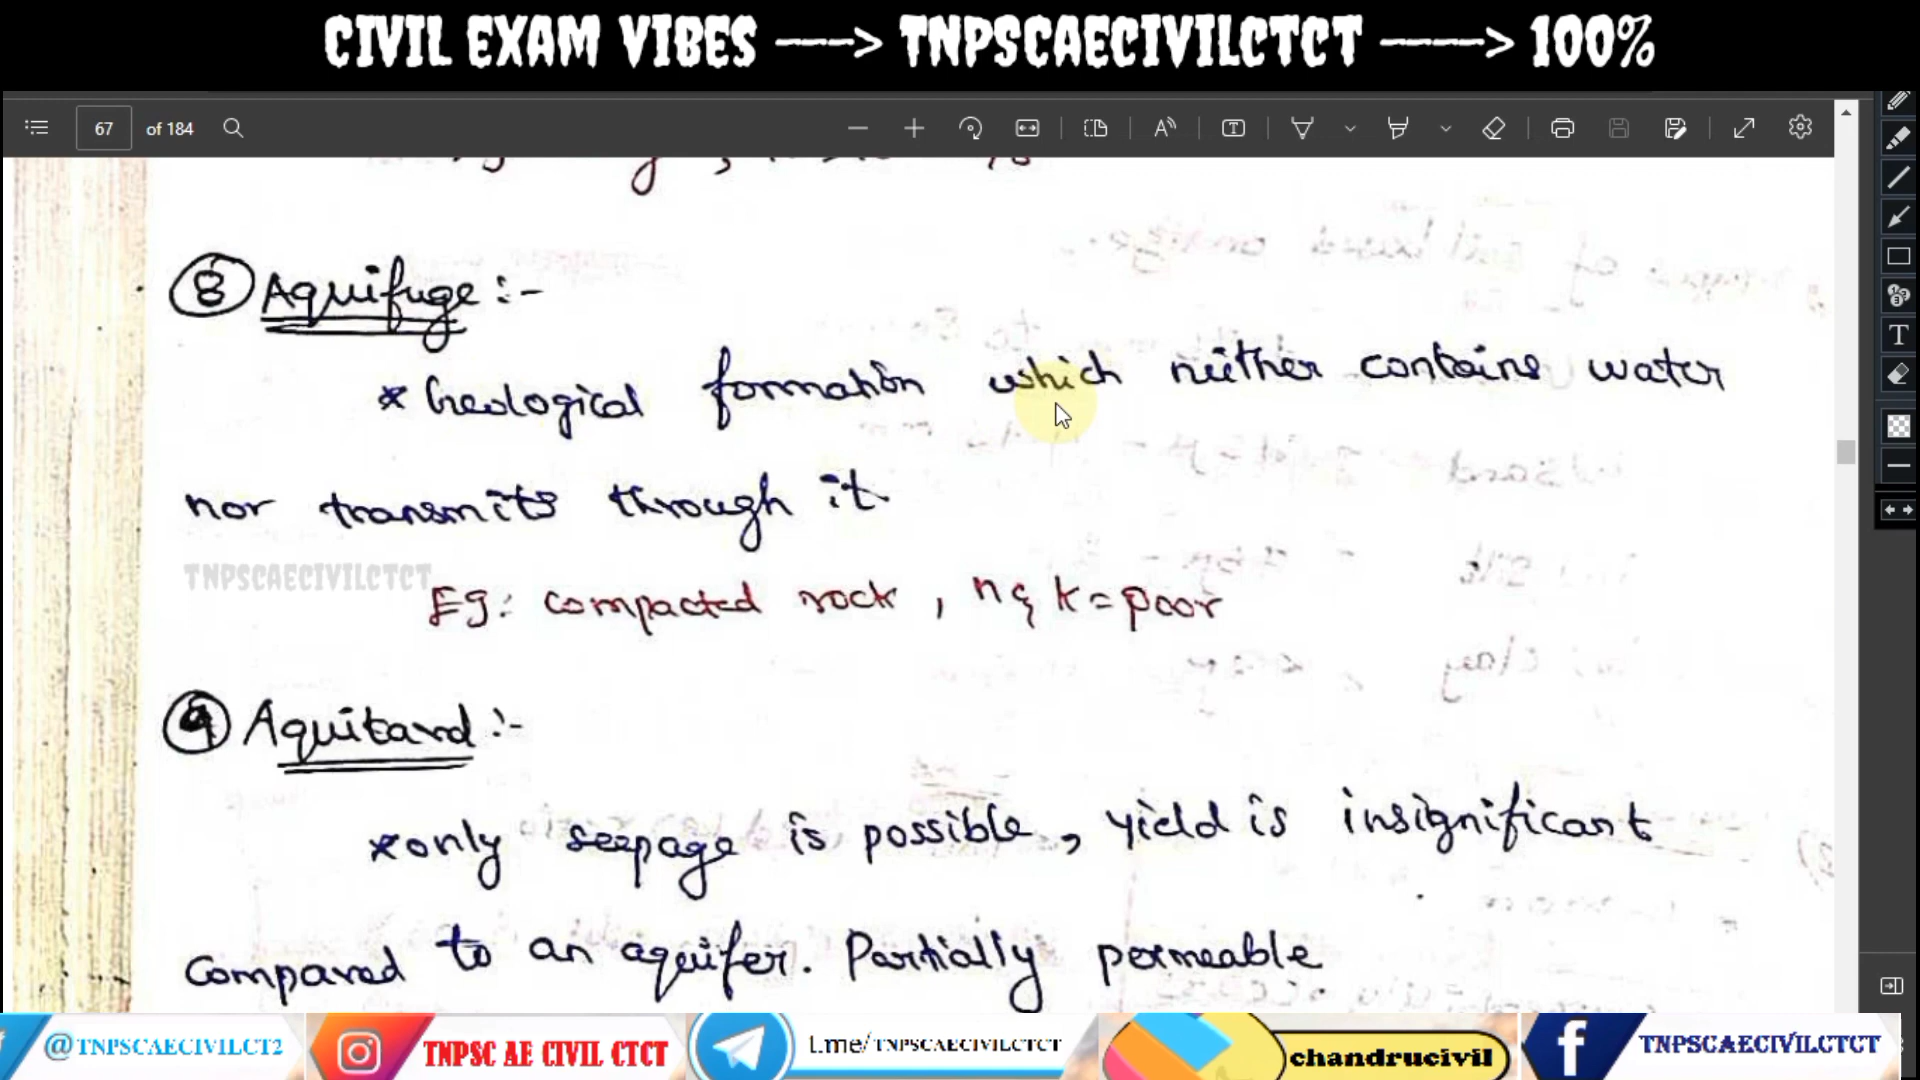 CIVIL EXAM VIBES ---> TNPSCAECIVILCTCT ----> 100%
67 of 184
⑧ Aquifuge :-
* Geological formation which neither contains water
nor transmits through it
TNPSCAECIVILCTCT
Eg: compacted rock, n & k = poor
⑨ Aquitard :-
* only seepage is possible, yield is insignificant
compared to an aquifer. Partially permeable
@TNPSCAECIVILCT2
TNPSC AE CIVIL CTCT
t.me/TNPSCAECIVILCTCT
chandrucivil
TNPSCAECIVILCTCT